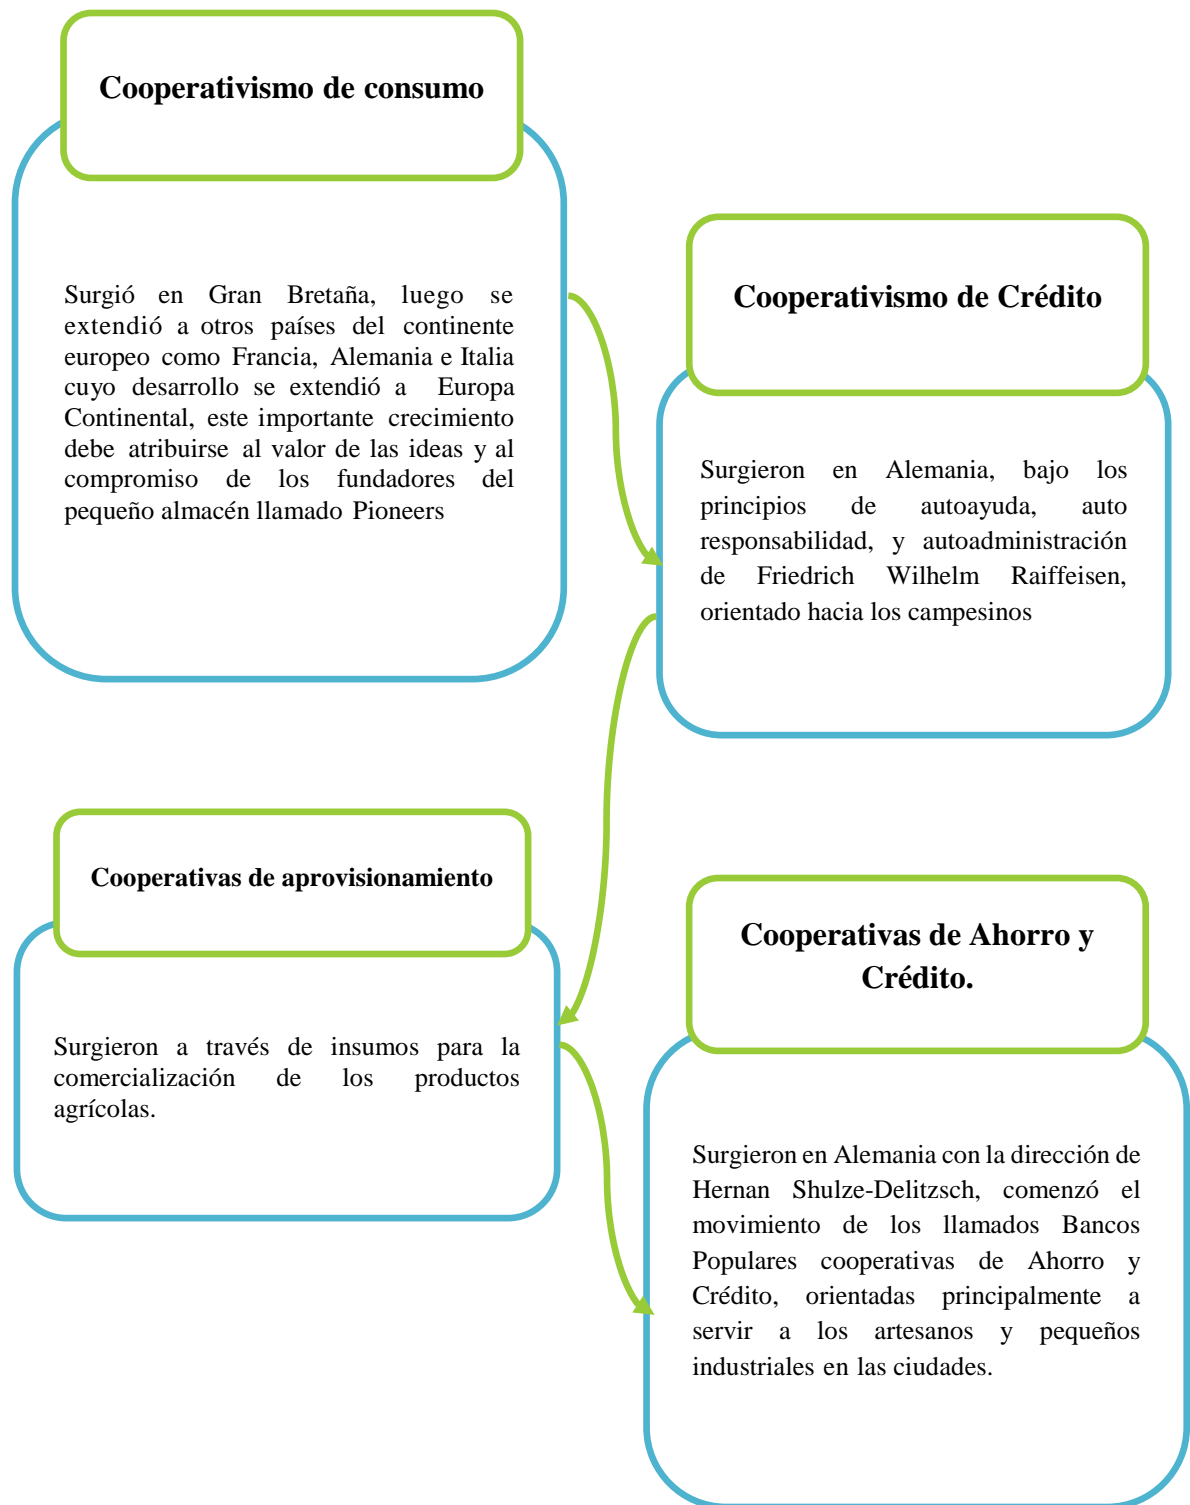 Cooperativismo de consumo
Surgió en Gran Bretaña, luego se
extendió a otros países del continente
europeo como Francia, Alemania e Italia
cuyo desarrollo se extendió a Europa
Continental, este importante crecimiento
debe atribuirse al valor de las ideas y al
compromiso de los fundadores del
pequeño almacén llamado Pioneers
Cooperativismo de Crédito
Surgieron en Alemania, bajo los
principios de autoayuda, auto
responsabilidad, y autoadministración
de Friedrich Wilhelm Raiffeisen,
orientado hacia los campesinos
Cooperativas de aprovisionamiento
Surgieron a través de insumos para la
comercialización de los productos
agrícolas.
Cooperativas de Ahorro y
Crédito.
Surgieron en Alemania con la dirección de
Hernan Shulze-Delitzsch, comenzó el
movimiento de los llamados Bancos
Populares cooperativas de Ahorro y
Crédito, orientadas principalmente a
servir a los artesanos y pequeños
industriales en las ciudades.